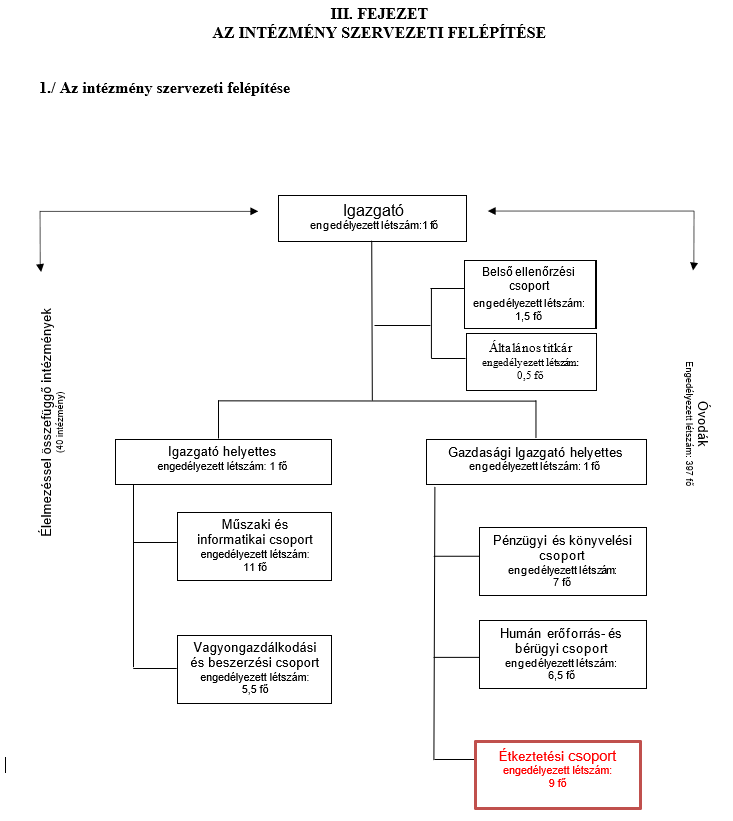 III. FEJEZET
AZ INTÉZMÉNY SZERVEZETI FELÉPÍTÉSE
1./ Az intézmény szervezeti felépítése
Igazgató
engedélyezett létszám:1 fő
Belső ellenőrzési
csoport
engedélyezett létszám:
1,5 fő
Általános titkár
engedélyezett létszám:
0,5 fő
Élelmezéssel összefüggő intézmények
(40 intézmény)
Óvodák
Engedélyezett létszám: 397 fő
Igazgató helyettes
engedélyezett létszám: 1 fő
Gazdasági Igazgató helyettes
engedélyezett létszám: 1 fő
Műszaki és
informatikai csoport
engedélyezett létszám:
11 fő
Pénzügyi és könyvelési
csoport
engedélyezett létszám:
7 fő
Vagyongazdálkodási
és beszerzési csoport
engedélyezett létszám:
5,5 fő
Humán erőforrás- és
bérügyi csoport
engedélyezett létszám:
6,5 fő
Étkeztetési csoport
engedélyezett létszám:
9 fő